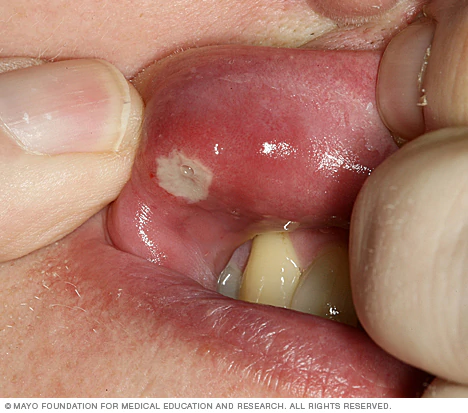 © MAYO FOUNDATION FOR MEDICAL EDUCATION AND RESEARCH. ALL RIGHTS RESERVED.